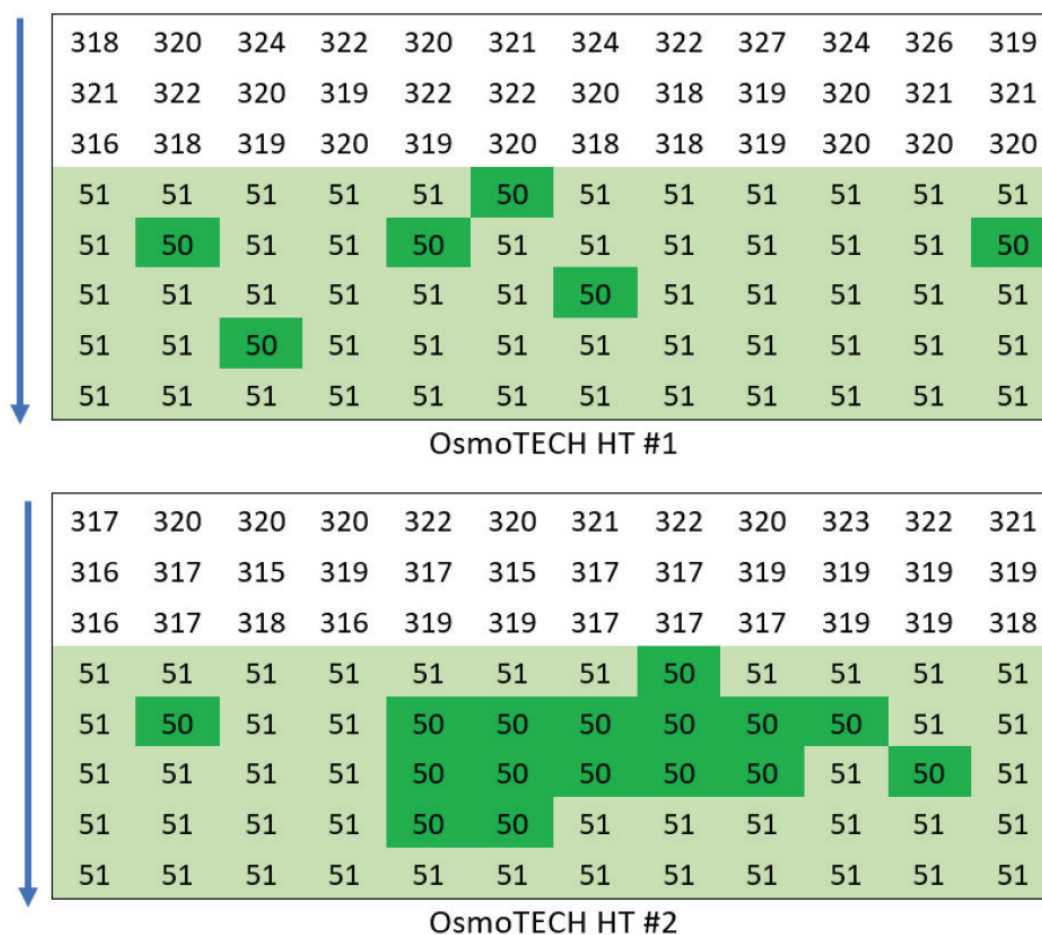 318 320 324 322 320 321 324 322 327 324 326 319
321 322 320 319 322 322 320 318 319 320 321 321
316 318 319 320 319 320 318 318 319 320 320 320
51 51 51 51 51 50 51 51 51 51 51 51
51 50 51 51 50 51 51 51 51 51 51 50
51 51 51 51 51 51 50 51 51 51 51 51
51 51 50 51 51 51 51 51 51 51 51 51
51 51 51 51 51 51 51 51 51 51 51 51
OsmoTECH HT #1
317 320 320 320 322 320 321 322 320 323 322 321
316 317 315 319 317 315 317 317 319 319 319 319
316 317 318 316 319 319 317 317 317 319 319 318
51 51 51 51 51 51 51 50 51 51 51 51
51 50 51 51 50 50 50 50 50 50 51 51
51 51 51 51 50 50 50 50 50 51 50 51
51 51 51 51 50 50 51 51 51 51 51 51
51 51 51 51 51 51 51 51 51 51 51 51
OsmoTECH HT #2